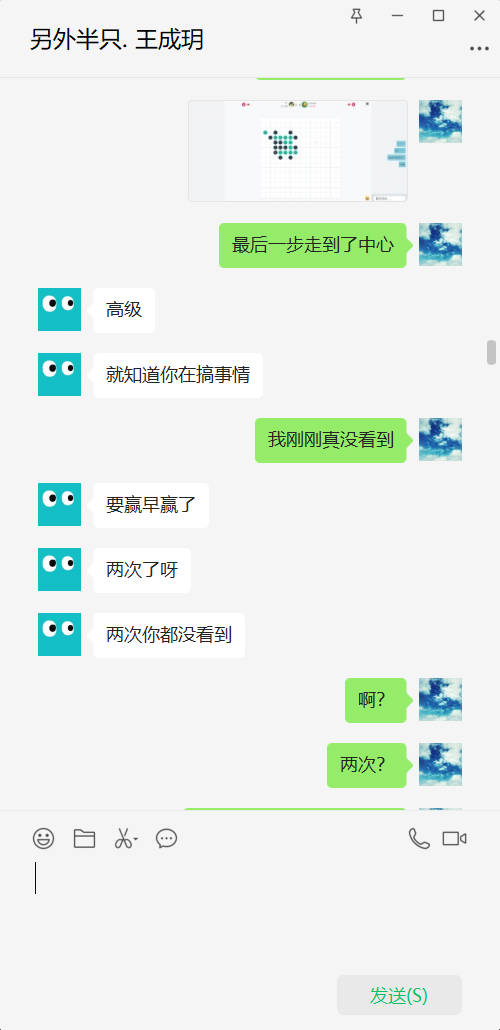 另外半只. 王成玥
最后一步走到了中心
高级
就知道你在搞事情
我刚刚真没看到
要赢早赢了
两次了呀
两次你都没看到
啊？
两次？
发送(S)